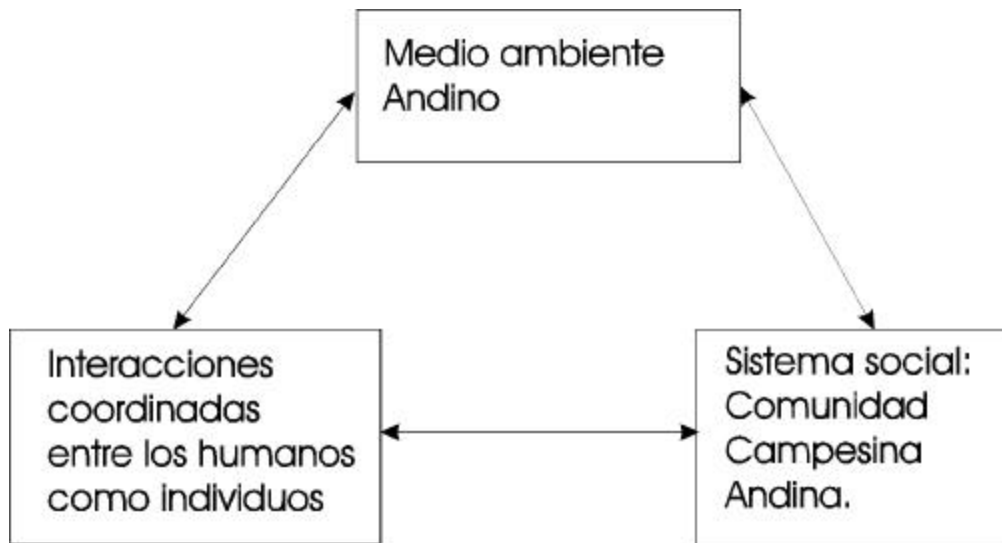 Medio ambiente
Andino
Interacciones
coordinadas
entre los humanos
como individuos
Sistema social:
Comunidad
Campesina
Andina.